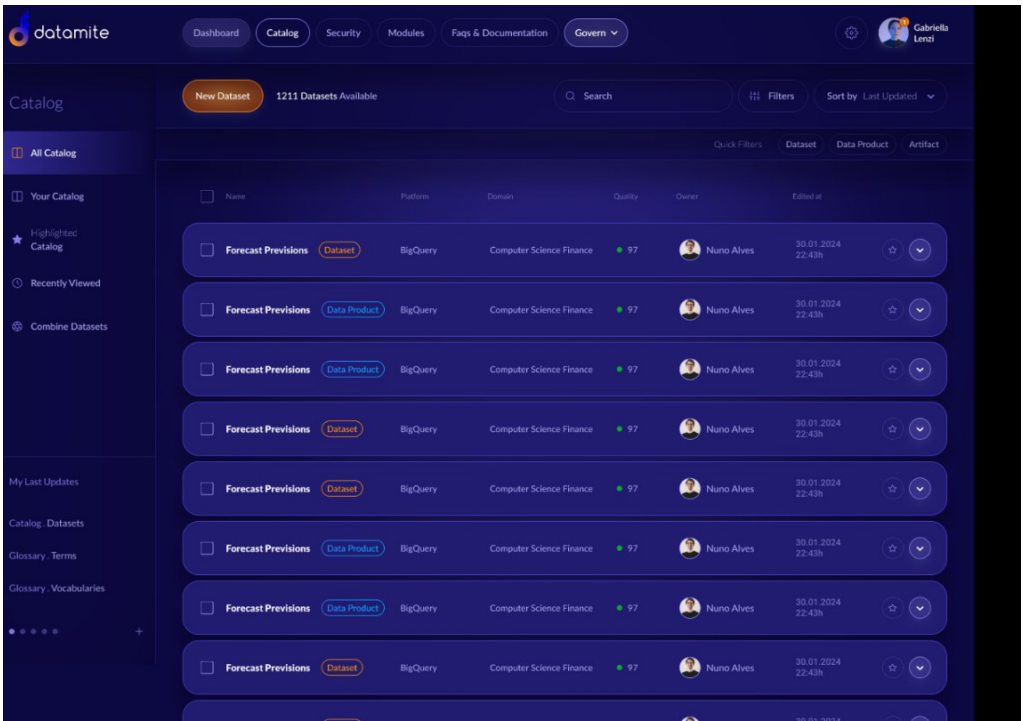 datamite
Dashboard Catalog Security Modules Faqs & Documentation Govern
1
Gabriella
Lenzi
Catalog
New Dataset 1211 Datasets Available Search Filters Sort by Last Updated
Quick Filters Dataset Data Product Artifact
All Catalog
Your Catalog
Highlighted
Catalog
Recently Viewed
Combine Datasets
My Last Updates
Catalog . Datasets
Glossary . Terms
Glossary . Vocabularies
+
Name Platform Domain Quality Owner Edited at
Forecast Previsions Dataset BigQuery Computer Science Finance 97 Nuno Alves 30.01.2024
22:43h
Forecast Previsions Data Product BigQuery Computer Science Finance 97 Nuno Alves 30.01.2024
22:43h
Forecast Previsions Data Product BigQuery Computer Science Finance 97 Nuno Alves 30.01.2024
22:43h
Forecast Previsions Dataset BigQuery Computer Science Finance 97 Nuno Alves 30.01.2024
22:43h
Forecast Previsions Dataset BigQuery Computer Science Finance 97 Nuno Alves 30.01.2024
22:43h
Forecast Previsions Data Product BigQuery Computer Science Finance 97 Nuno Alves 30.01.2024
22:43h
Forecast Previsions Data Product BigQuery Computer Science Finance 97 Nuno Alves 30.01.2024
22:43h
Forecast Previsions Dataset BigQuery Computer Science Finance 97 Nuno Alves 30.01.2024
22:43h